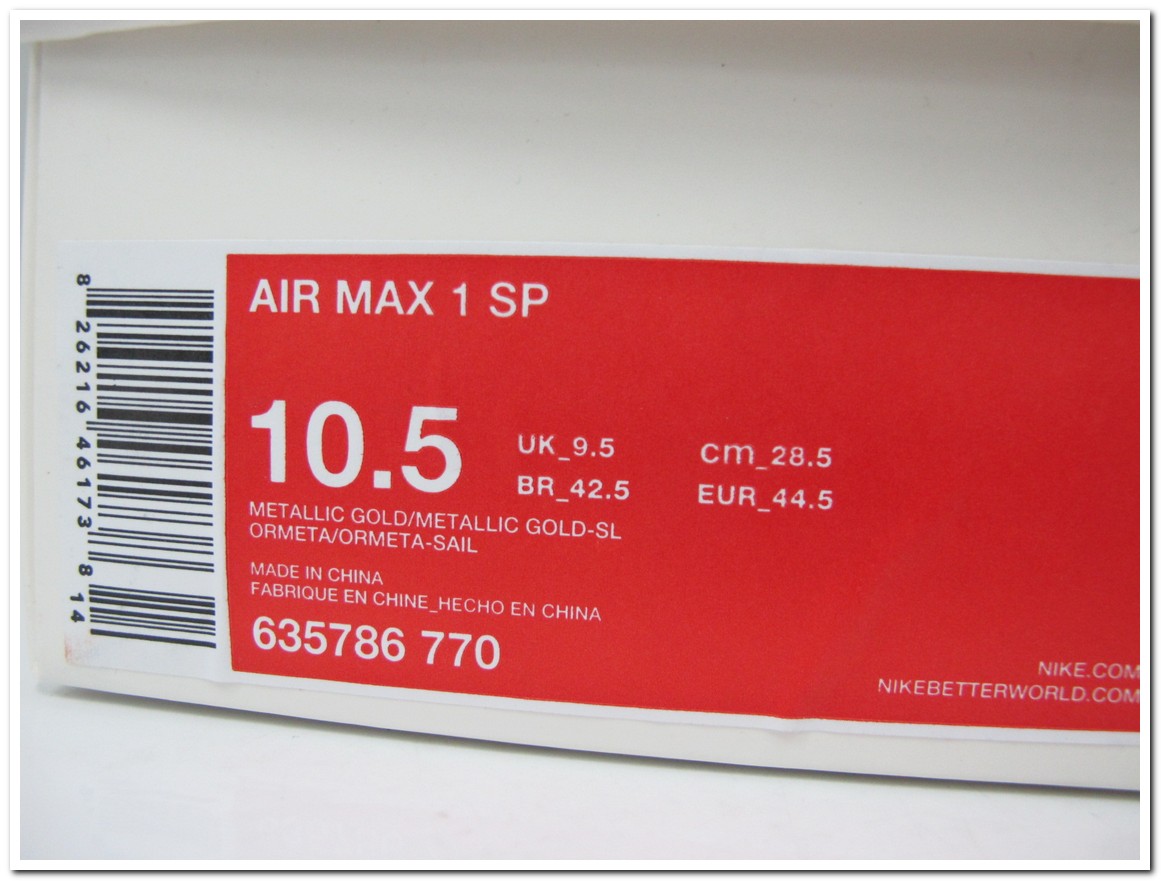 8 26216 46173 8 14
AIR MAX 1 SP
10.5
UK_9.5 cm_28.5
BR_42.5 EUR_44.5
METALLIC GOLD/METALLIC GOLD-SL
ORMETA/ORMETA-SAIL
MADE IN CHINA
FABRIQUE EN CHINE_HECHO EN CHINA
635786 770
NIKE.COM
NIKEBETTERWORLD.COM